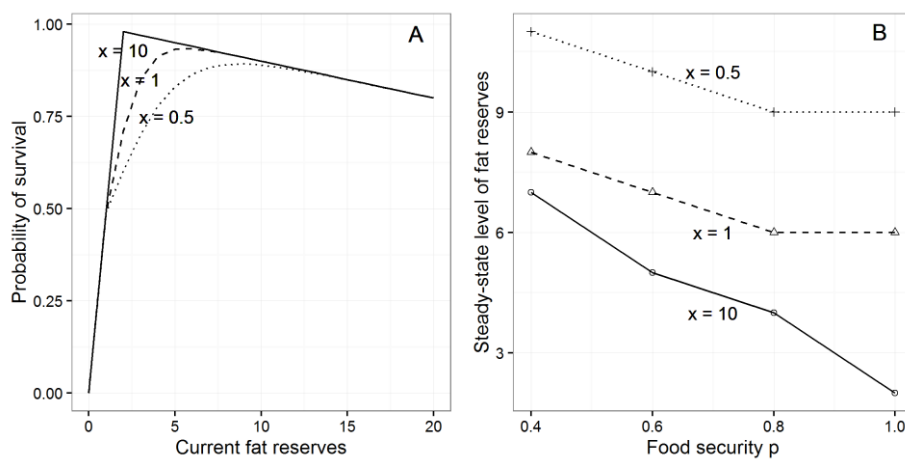 A
1.00
0.75
0.50
0.25
0.00
x = 10
x = 1
x = 0.5
0
5
10
15
20
Current fat reserves
Probability of survival
B
9
6
3
x = 0.5
x = 1
x = 10
0.4
0.6
0.8
1.0
Food security p
Steady-state level of fat reserves